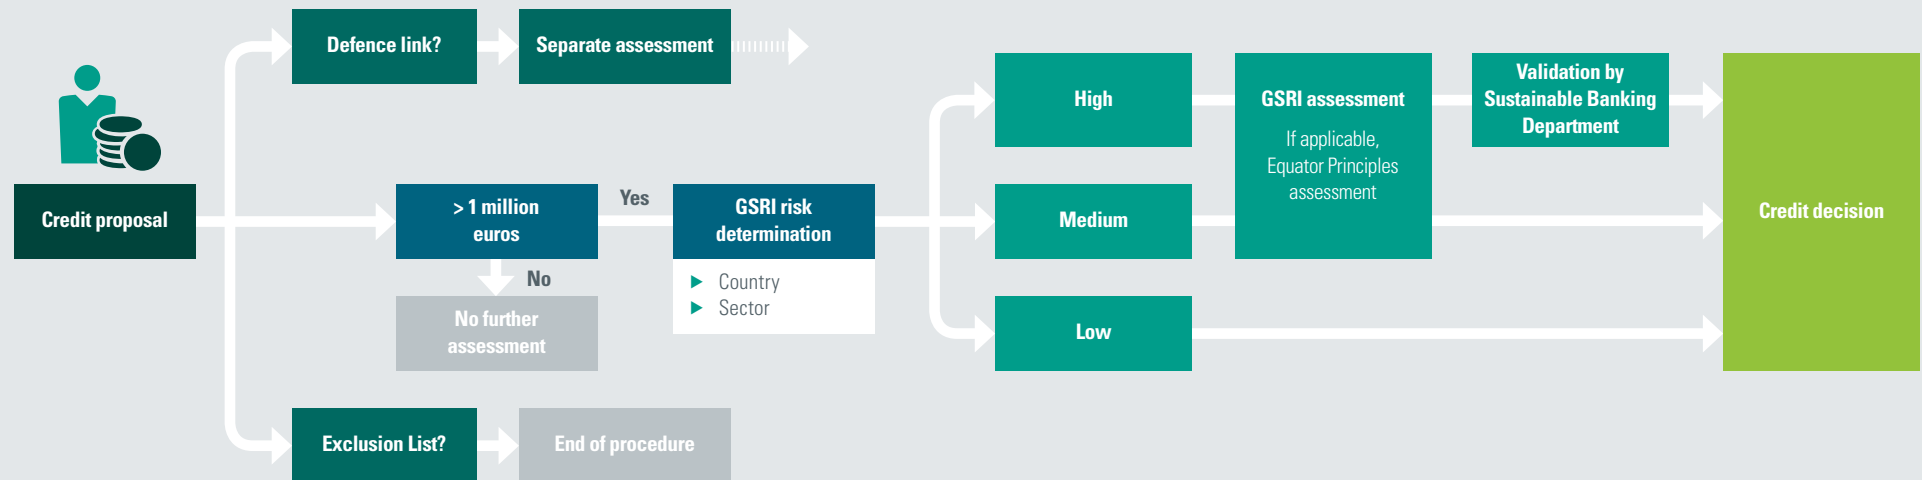 Defence link?
Separate assessment
Credit proposal
> 1 million
euros
Yes
No
No further
assessment
GSRI risk
determination
Country
Sector
Exclusion List?
End of procedure
High
Medium
Low
GSRI assessment
If applicable,
Equator Principles
assessment
Validation by
Sustainable Banking
Department
Credit decision